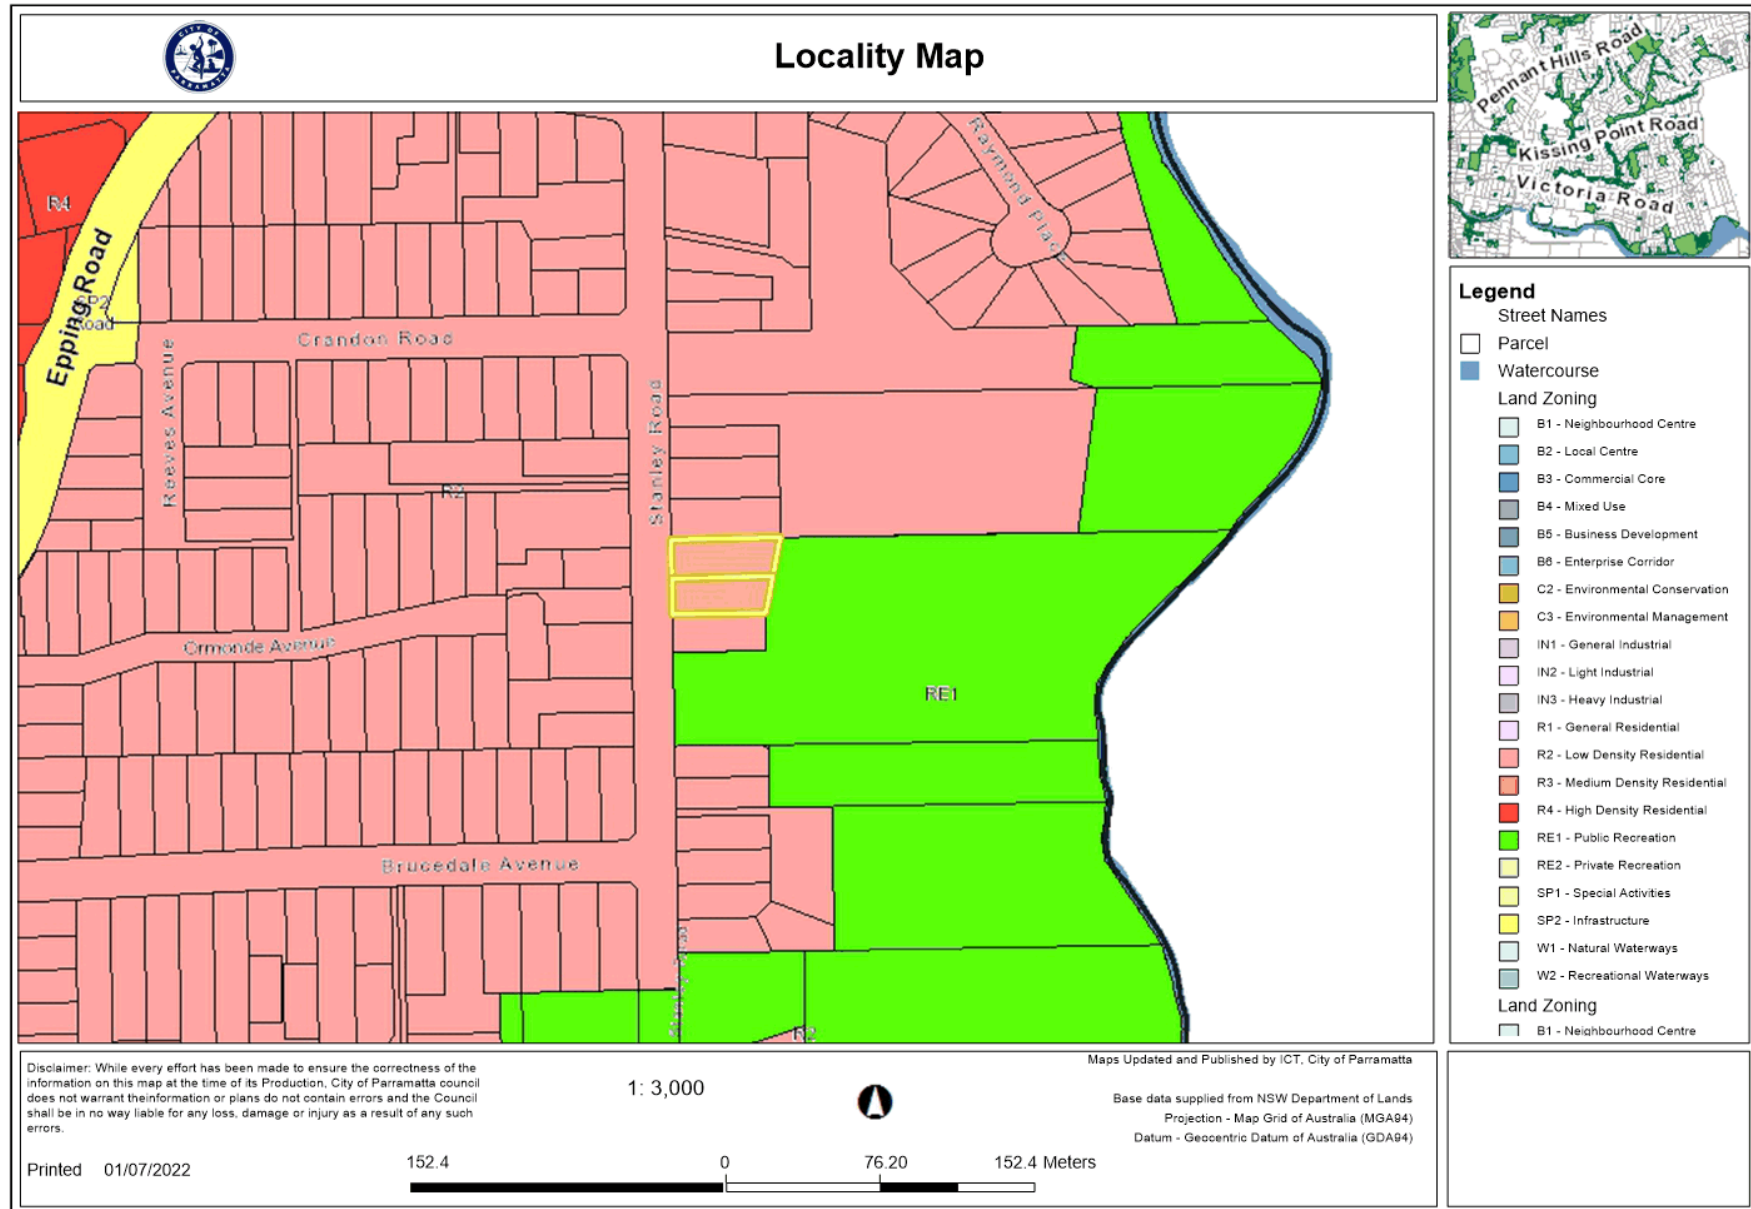 CITY OF
PARRAMATTA
Locality Map
Pennant Hills Road
Kissing Point Road
Victoria Road
R4
Epping Road
SP2
Road
Crandon Road
Reeves Avenue
Stanley Road
Raymond Place
R2
Ormonde Avenue
RE1
Brucedale Avenue
Stanley Road
R2
Legend
Street Names
Parcel
Watercourse
Land Zoning
B1 - Neighbourhood Centre
B2 - Local Centre
B3 - Commercial Core
B4 - Mixed Use
B5 - Business Development
B6 - Enterprise Corridor
C2 - Environmental Conservation
C3 - Environmental Management
IN1 - General Industrial
IN2 - Light Industrial
IN3 - Heavy Industrial
R1 - General Residential
R2 - Low Density Residential
R3 - Medium Density Residential
R4 - High Density Residential
RE1 - Public Recreation
RE2 - Private Recreation
SP1 - Special Activities
SP2 - Infrastructure
W1 - Natural Waterways
W2 - Recreational Waterways
Land Zoning
B1 - Neighbourhood Centre
Disclaimer: While every effort has been made to ensure the correctness of the
information on this map at the time of its Production, City of Parramatta council
does not warrant theinformation or plans do not contain errors and the Council
shall be in no way liable for any loss, damage or injury as a result of any such
errors.
Printed 01/07/2022
1: 3,000
152.4 0 76.20 152.4 Meters
Maps Updated and Published by ICT, City of Parramatta
Base data supplied from NSW Department of Lands
Projection - Map Grid of Australia (MGA94)
Datum - Geocentric Datum of Australia (GDA94)